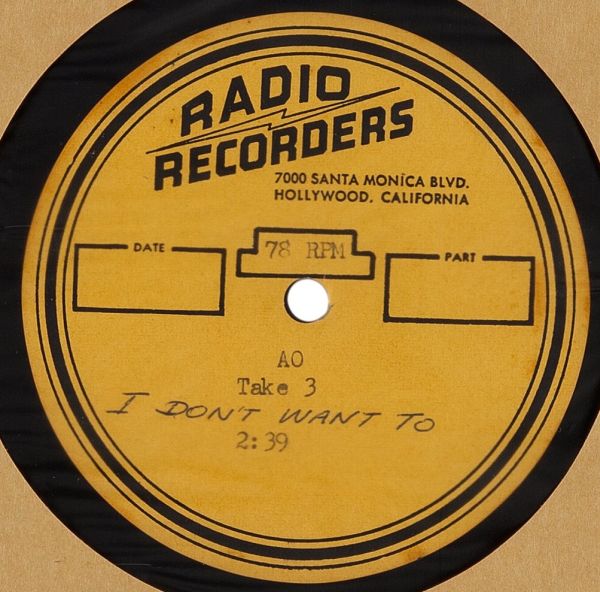 RADIO
RECORDERS
7000 SANTA MONICA BLVD.
HOLLYWOOD, CALIFORNIA
DATE
78 RPM
PART
AO
Take 3
I DON'T WANT TO
2:39